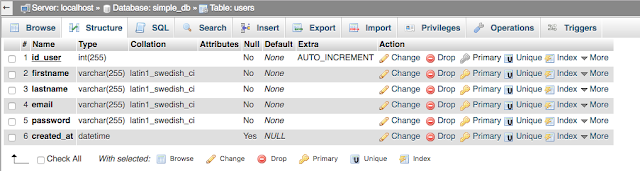 Server: localhost » Database: simple_db » Table: users
Browse Structure SQL Search Insert Export Import Privileges Operations Triggers
# Name Type Collation Attributes Null Default Extra Action
1 id_user int(255) No None AUTO_INCREMENT Change Drop Primary Unique Index More
2 firstname varchar(255) latin1_swedish_ci No None Change Drop Primary Unique Index More
3 lastname varchar(255) latin1_swedish_ci No None Change Drop Primary Unique Index More
4 email varchar(255) latin1_swedish_ci No None Change Drop Primary Unique Index More
5 password varchar(255) latin1_swedish_ci No None Change Drop Primary Unique Index More
6 created_at datetime Yes NULL Change Drop Primary Unique Index More
Check All With selected: Browse Change Drop Primary Unique Index